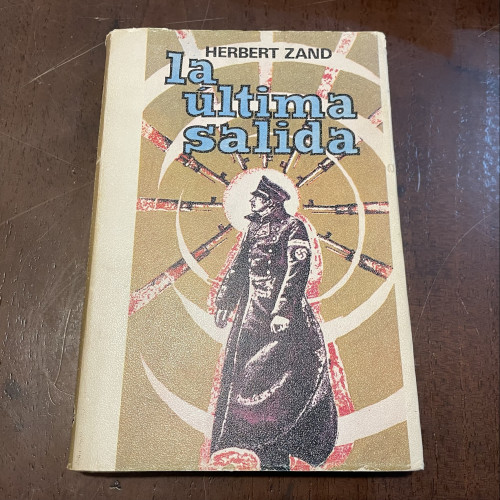 HERBERT ZAND
la
última
salida